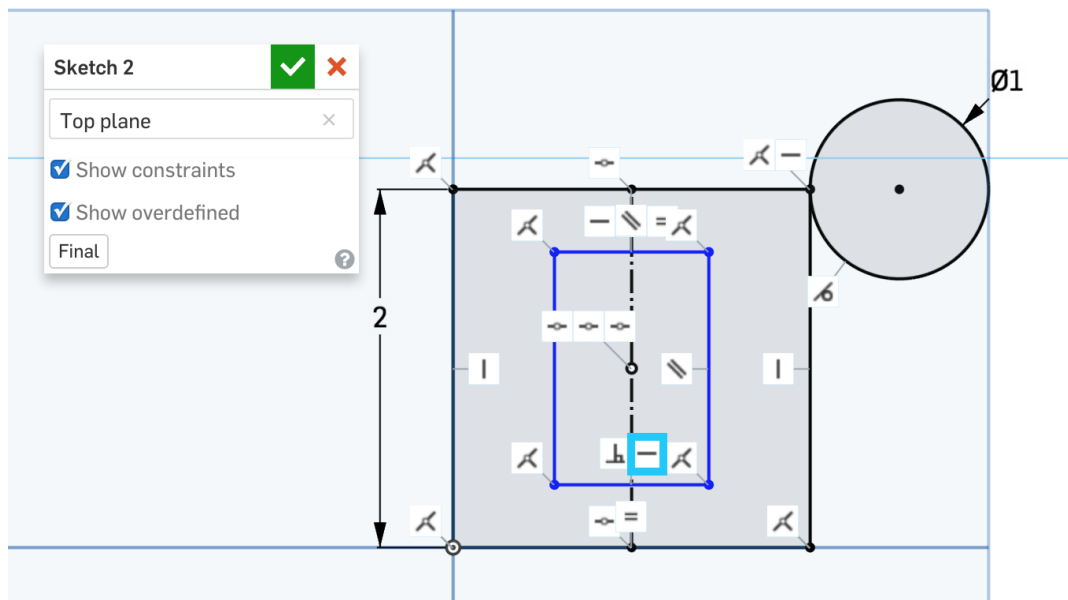 Sketch 2
Top plane
Show constraints
Show overdefined
Final
?
Ø1
2